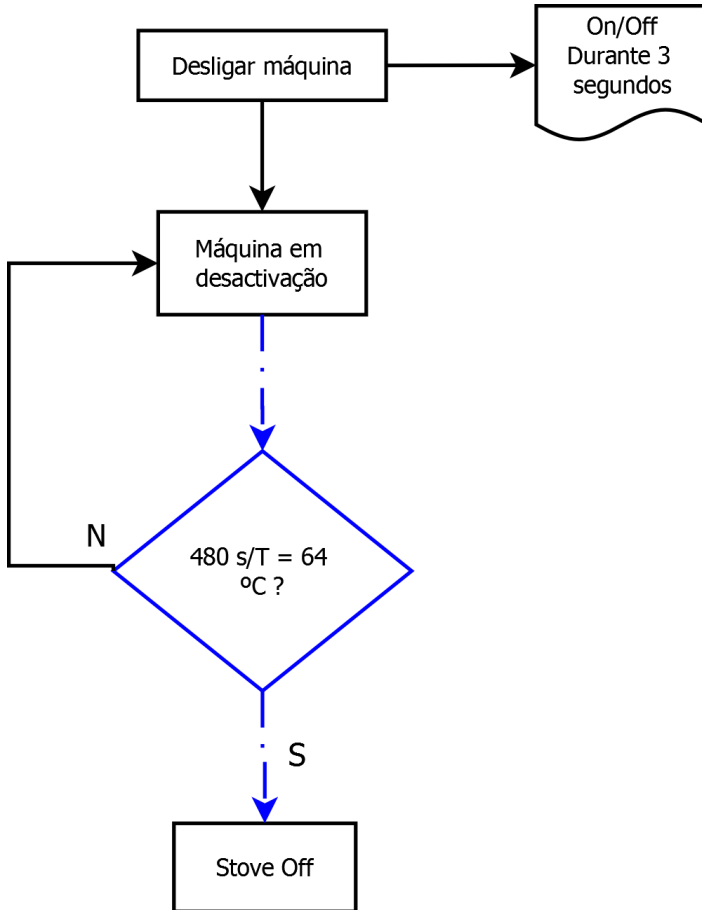 Desligar máquina
On/Off
Durante 3
segundos
Máquina em
desactivação
N
480 s/T = 64
ºC ?
S
Stove Off